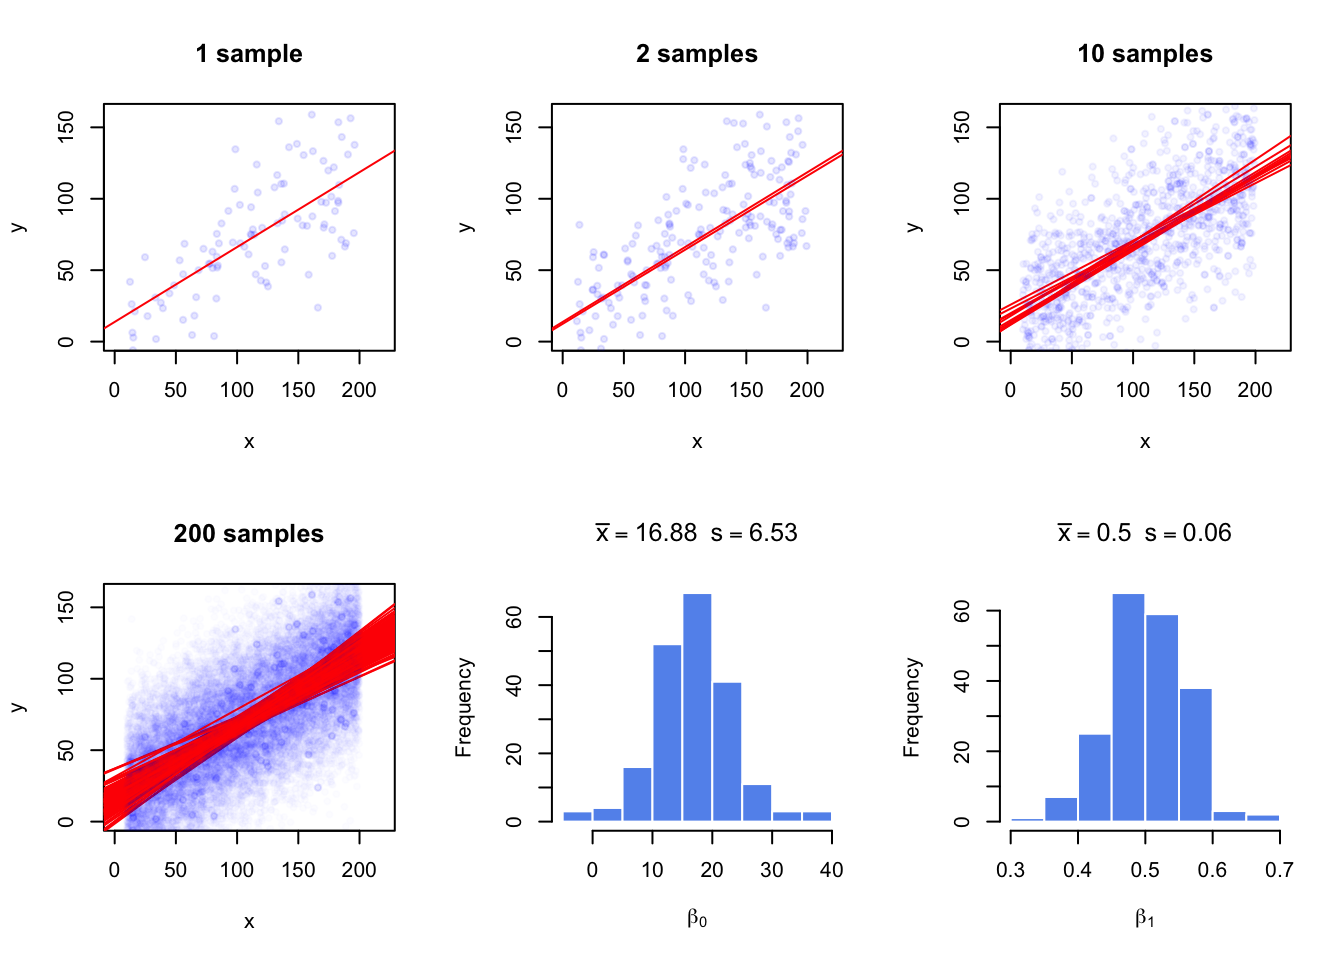 1 sample
2 samples
10 samples
y
0 50 100 150
0 50 100 150 200
x
y
0 50 100 150
0 50 100 150 200
x
y
0 50 100 150
0 50 100 150 200
x
200 samples
x̅ = 16.88 s = 6.53
x̅ = 0.5 s = 0.06
y
0 50 100 150
0 50 100 150 200
x
Frequency
0 20 40 60
0 10 20 30 40
β₀
Frequency
0 20 40 60
0.3 0.4 0.5 0.6 0.7
β₁